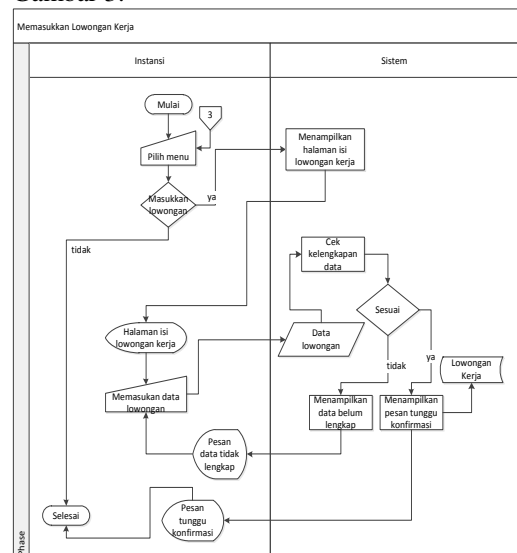 Memasukkan Lowongan Kerja
Instansi
Sistem
Mulai
3
Pilih menu
Menampilkan
halaman isi
lowongan kerja
Masukkan
lowongan
ya
tidak
Cek
kelengkapan
data
Sesuai
Halaman isi
lowongan kerja
Data
lowongan
tidak
ya
Lowongan
Kerja
Memasukan data
lowongan
Menampilkan
data belum
lengkap
Menampilkan
pesan tunggu
konfirmasi
Pesan
data tidak
lengkap
Selesai
Pesan
tunggu
konfirmasi
Phase